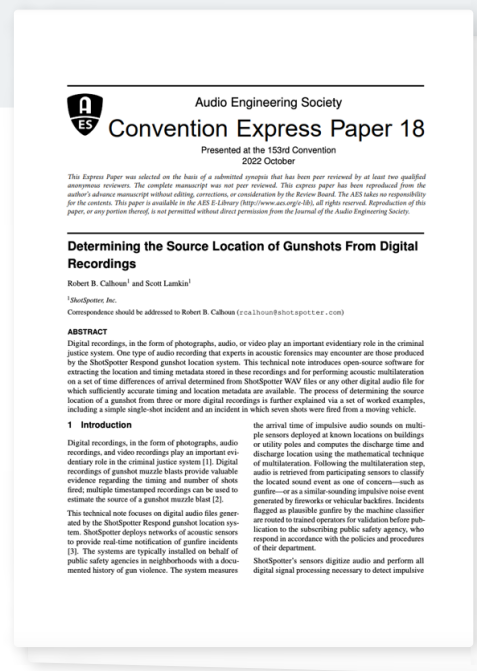 A
ES
Audio Engineering Society
Convention Express Paper 18
Presented at the 153rd Convention
2022 October
This Express Paper was selected on the basis of a submitted synopsis that has been peer reviewed by at least two qualified
anonymous reviewers. The complete manuscript was not peer reviewed. This express paper has been reproduced from the
author's advance manuscript without editing, corrections, or consideration by the Review Board. The AES takes no responsibility
for the contents. This paper is available in the AES E-Library (http://www.aes.org/e-lib), all rights reserved. Reproduction of this
paper, or any portion thereof, is not permitted without direct permission from the Journal of the Audio Engineering Society.
Determining the Source Location of Gunshots From Digital
Recordings
Robert B. Calhoun1 and Scott Lamkin1
1ShotSpotter, Inc.
Correspondence should be addressed to Robert B. Calhoun (rcalhoun@shotspotter.com)
ABSTRACT
Digital recordings, in the form of photographs, audio, or video play an important evidentiary role in the criminal
justice system. One type of audio recording that experts in acoustic forensics may encounter are those produced
by the ShotSpotter Respond gunshot location system. This technical note introduces open-source software for
extracting the location and timing metadata stored in these recordings and for performing acoustic multilateration
on a set of time differences of arrival determined from ShotSpotter WAV files or any other digital audio file for
which sufficiently accurate timing and location metadata are available. The process of determining the source
location of a gunshot from three or more digital recordings is further explained via a set of worked examples,
including a simple single-shot incident and an incident in which seven shots were fired from a moving vehicle.
1 Introduction
Digital recordings, in the form of photographs, audio
recordings, and video recordings play an important evi-
dentiary role in the criminal justice system [1]. Digital
recordings of gunshot muzzle blasts provide valuable
evidence regarding the timing and number of shots
fired; multiple timestamped recordings can be used to
estimate the source of a gunshot muzzle blast [2].
This technical note focuses on digital audio files gener-
ated by the ShotSpotter Respond gunshot location sys-
tem. ShotSpotter deploys networks of acoustic sensors
to provide real-time notification of gunfire incidents
[3]. The systems are typically installed on behalf of
public safety agencies in neighborhoods with a docu-
mented history of gun violence. The system measures
the arrival time of impulsive audio sounds on multi-
ple sensors deployed at known locations on buildings
or utility poles and computes the discharge time and
discharge location using the mathematical technique
of multilateration. Following the multilateration step,
audio is retrieved from participating sensors to classify
the located sound event as one of concern—such as
gunfire—or as a similar-sounding impulsive noise event
generated by fireworks or vehicular backfires. Incidents
flagged as plausible gunfire by the machine classifier
are routed to trained operators for validation before pub-
lication to the subscribing public safety agency, who
respond in accordance with the policies and procedures
of their department.
ShotSpotter's sensors digitize audio and perform all
digital signal processing necessary to detect impulsive